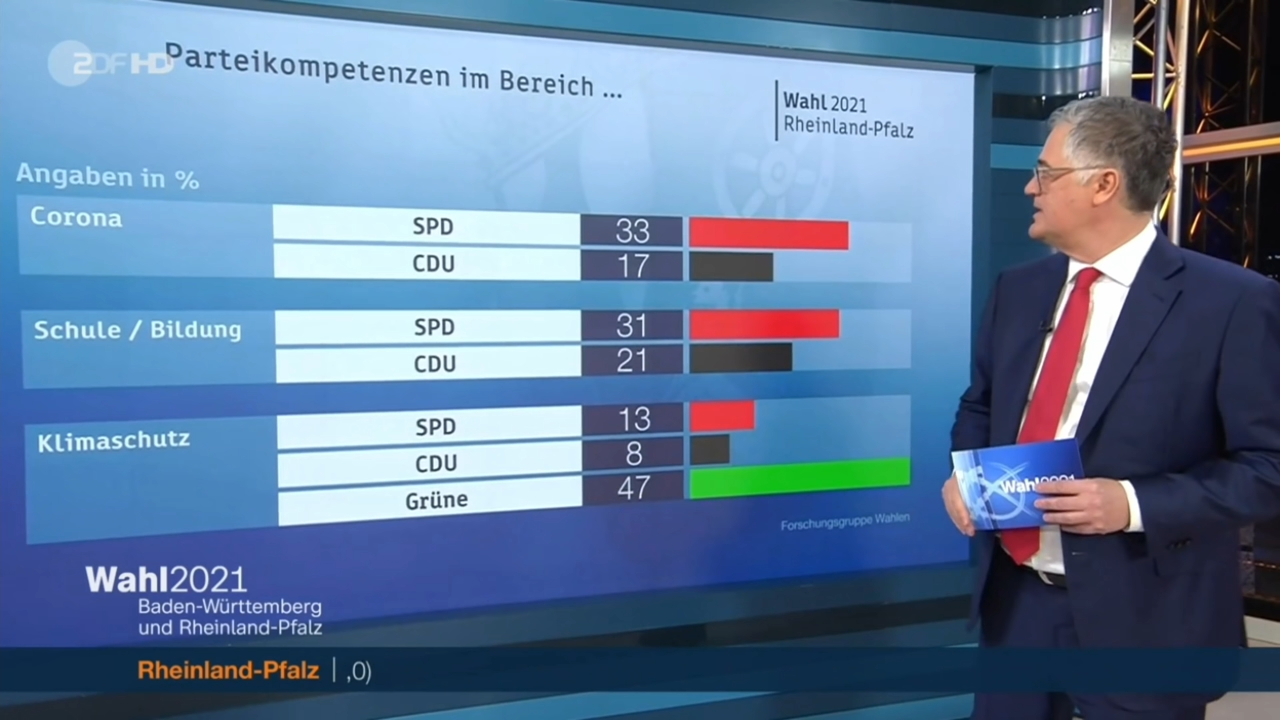 ZDF HD
Parteikompetenzen im Bereich ...
Wahl 2021
Rheinland-Pfalz
Angaben in %
Corona
SPD 33
CDU 17
Schule / Bildung
SPD 31
CDU 21
Klimaschutz
SPD 13
CDU 8
Grüne 47
Forschungsgruppe Wahlen
Wahl2021
Wahl2021
Baden-Württemberg
und Rheinland-Pfalz
Rheinland-Pfalz | ,0)